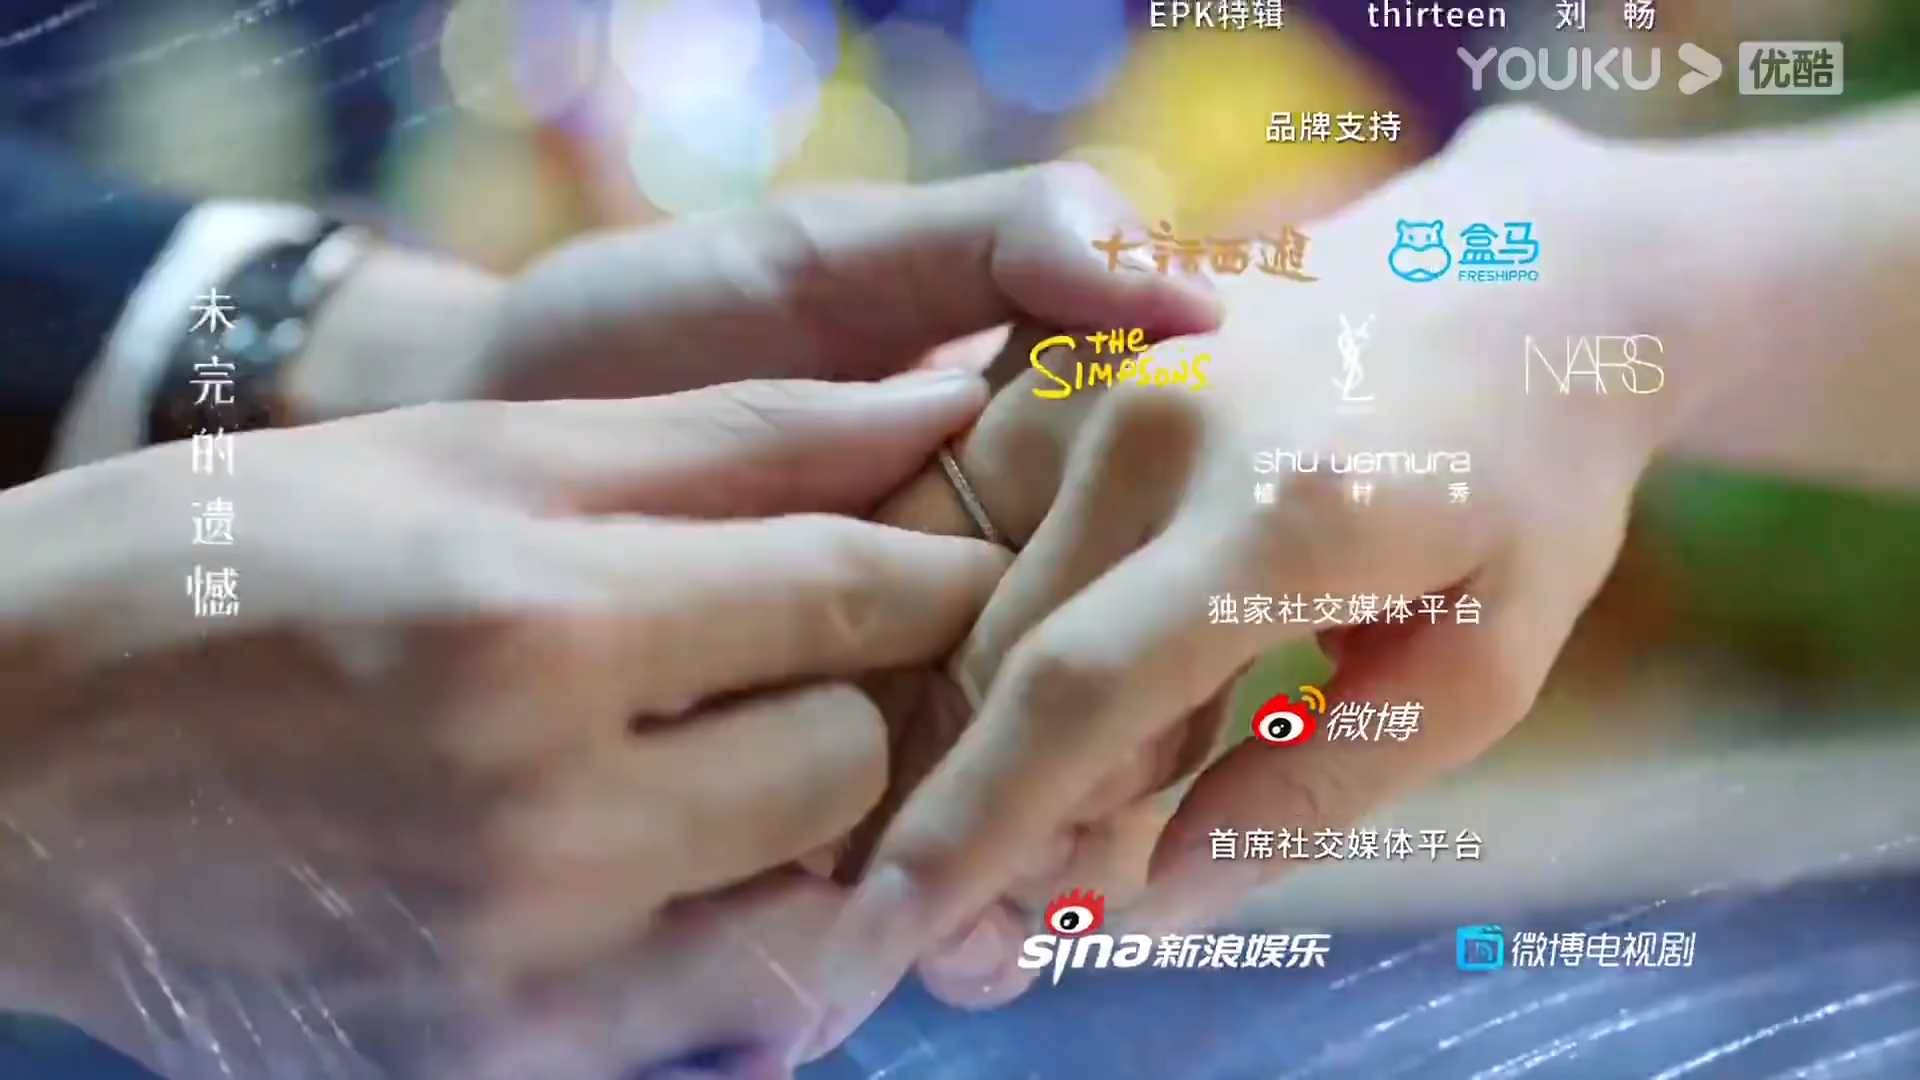 EPK特辑 thirteen 刘 畅
YOUKU 优酷
品牌支持
大话西遊 盒马
FRESHIPPO
THE
SIMPSONS
YSL
NARS
shu uemura
植 村 秀
未完的遗憾
独家社交媒体平台
微博
首席社交媒体平台
sina新浪娱乐 微博电视剧